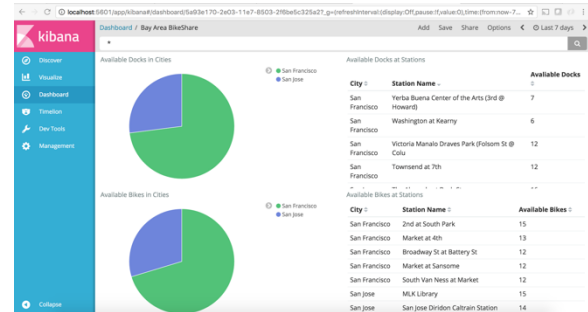 localhost:5601/app/kibana#/dashboard/5a93e170-2e03-11e7-8503-2f6be5c325a2?_g=(refreshInterval:(display:Off,pause:!f,value:0),time:(from:now-7...
kibana
Dashboard / Bay Area BikeShare
Add Save Share Options Last 7 days
*
Discover
Visualize
Dashboard
Timelion
Dev Tools
Management
Collapse
Available Docks in Cities
San Francisco
San Jose
Available Docks at Stations
City Station Name Available Docks
San Francisco Yerba Buena Center of the Arts (3rd @ Howard) 7
San Francisco Washington at Kearny 6
San Francisco Victoria Manalo Draves Park (Folsom St @ Colu 12
San Francisco Townsend at 7th 12
Available Bikes in Cities
San Francisco
San Jose
Available Bikes at Stations
City Station Name Available Bikes
San Francisco 2nd at South Park 15
San Francisco Market at 4th 13
San Francisco Broadway St at Battery St 12
San Francisco Market at Sansome 12
San Francisco South Van Ness at Market 12
San Jose MLK Library 15
San Jose San Jose Diridon Caltrain Station 14